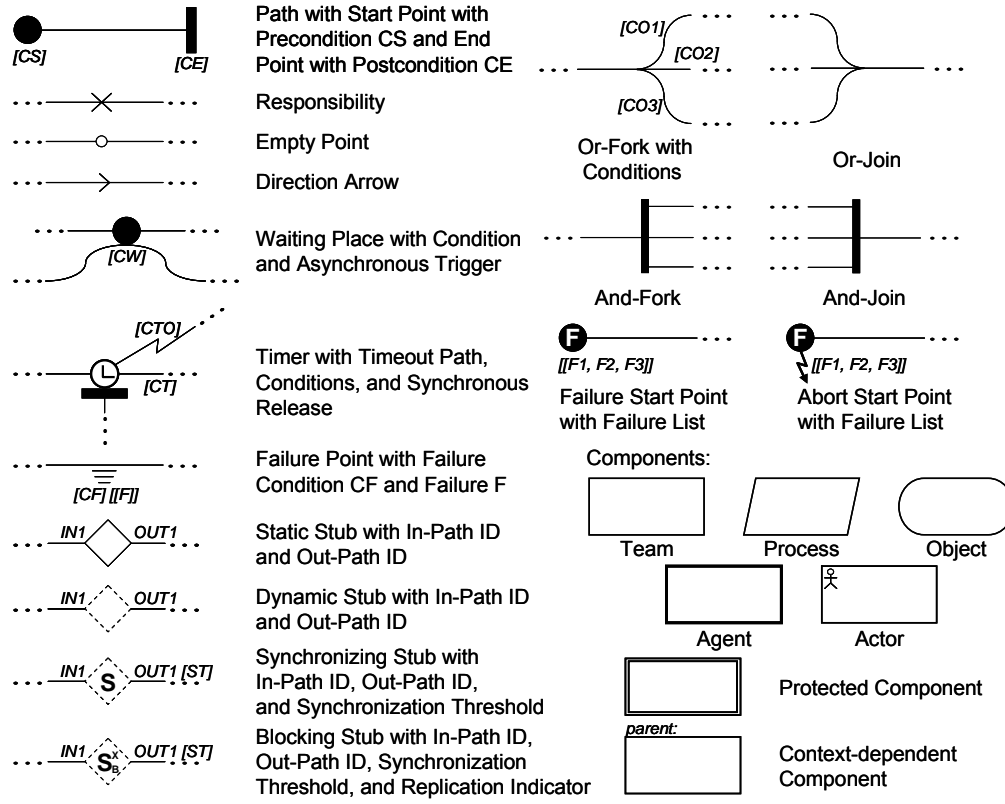 [CS]
[CE]
Path with Start Point with
Precondition CS and End
Point with Postcondition CE
Responsibility
Empty Point
Direction Arrow
[CW]
Waiting Place with Condition
and Asynchronous Trigger
[CTO]
[CT]
Timer with Timeout Path,
Conditions, and Synchronous
Release
[CF] [[F]]
Failure Point with Failure
Condition CF and Failure F
IN1 OUT1
Static Stub with In-Path ID
and Out-Path ID
IN1 OUT1
Dynamic Stub with In-Path ID
and Out-Path ID
IN1 S OUT1 [ST]
Synchronizing Stub with
In-Path ID, Out-Path ID,
and Synchronization Threshold
IN1 S X B OUT1 [ST]
Blocking Stub with In-Path ID,
Out-Path ID, Synchronization
Threshold, and Replication Indicator
[CO1]
[CO2]
[CO3]
Or-Fork with
Conditions
Or-Join
And-Fork
And-Join
F
[[F1, F2, F3]]
Failure Start Point
with Failure List
F
[[F1, F2, F3]]
Abort Start Point
with Failure List
Components:
Team
Process
Object
Agent
Actor
Protected Component
parent:
Context-dependent
Component